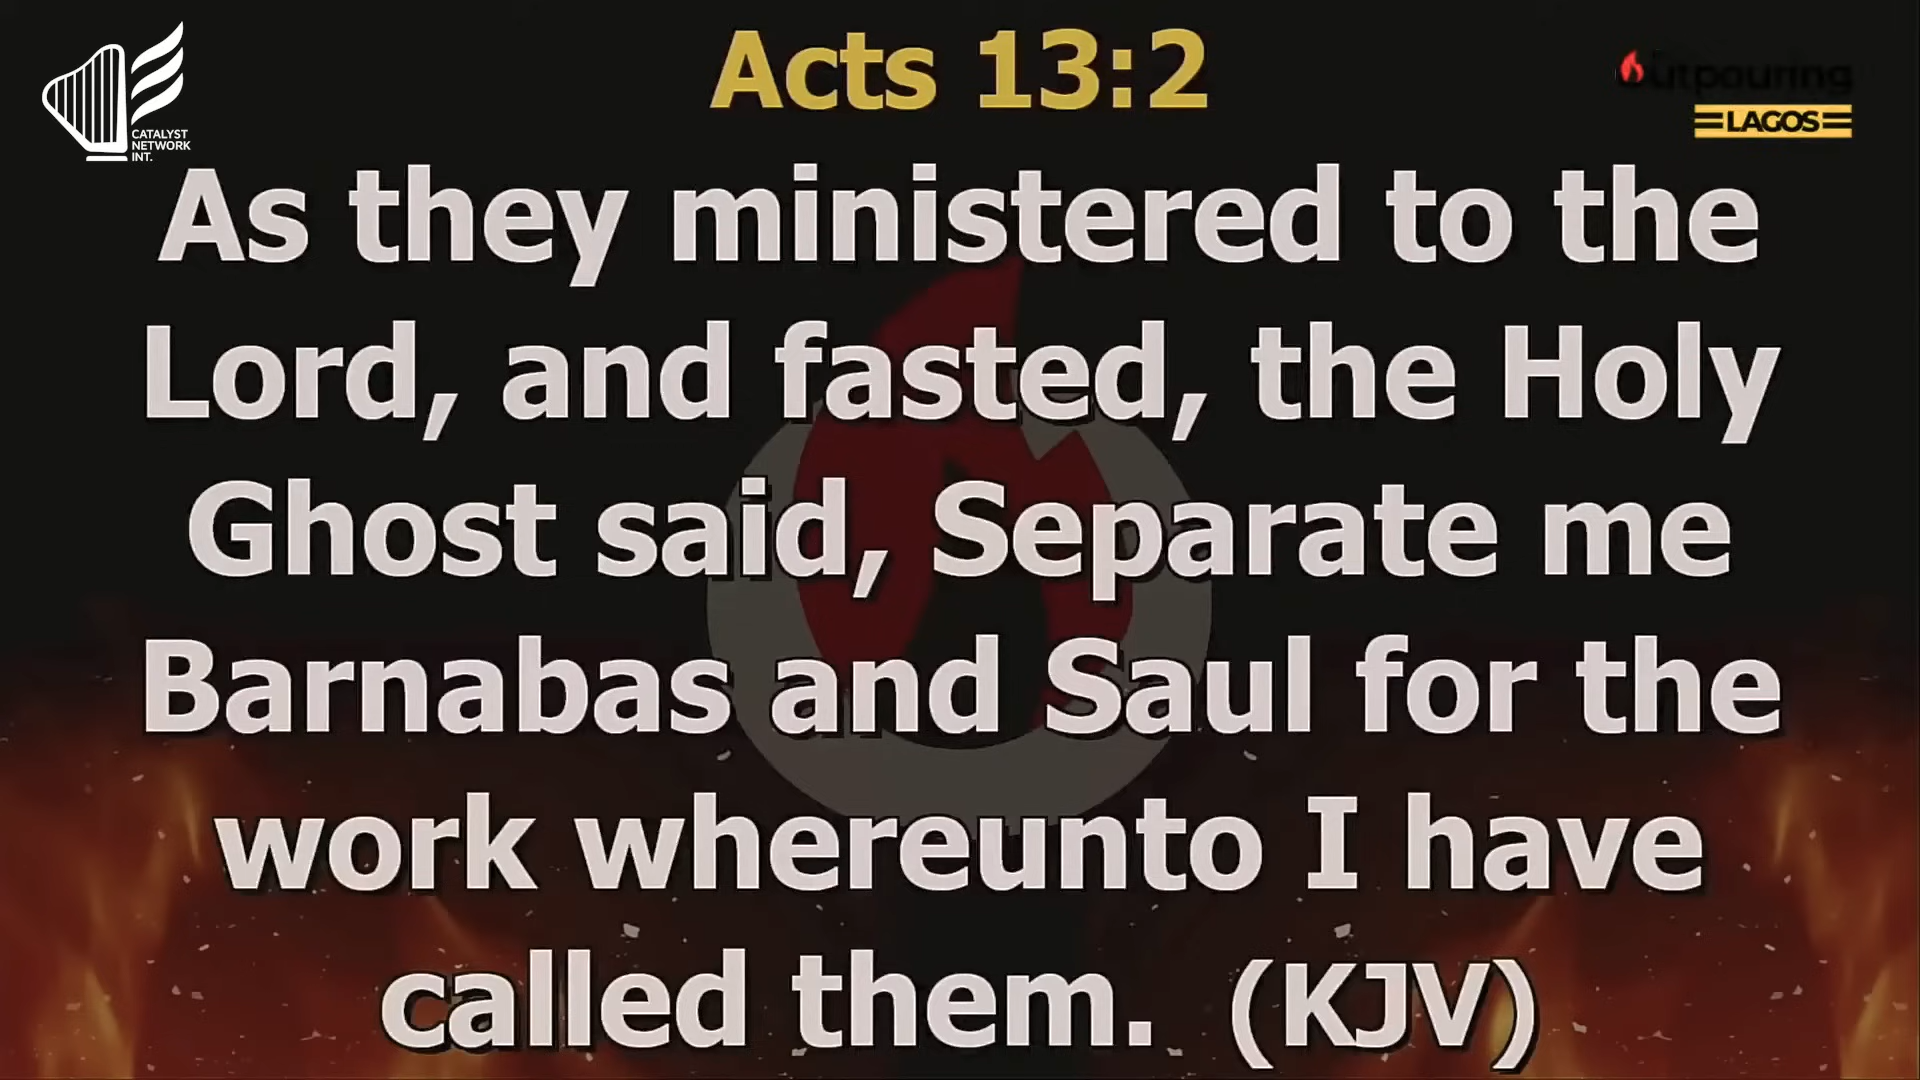 Acts 13:2
CATALYST
NETWORK
INT.
outpouring
LAGOS
As they ministered to the
Lord, and fasted, the Holy
Ghost said, Separate me
Barnabas and Saul for the
work whereunto I have
called them. (KJV)